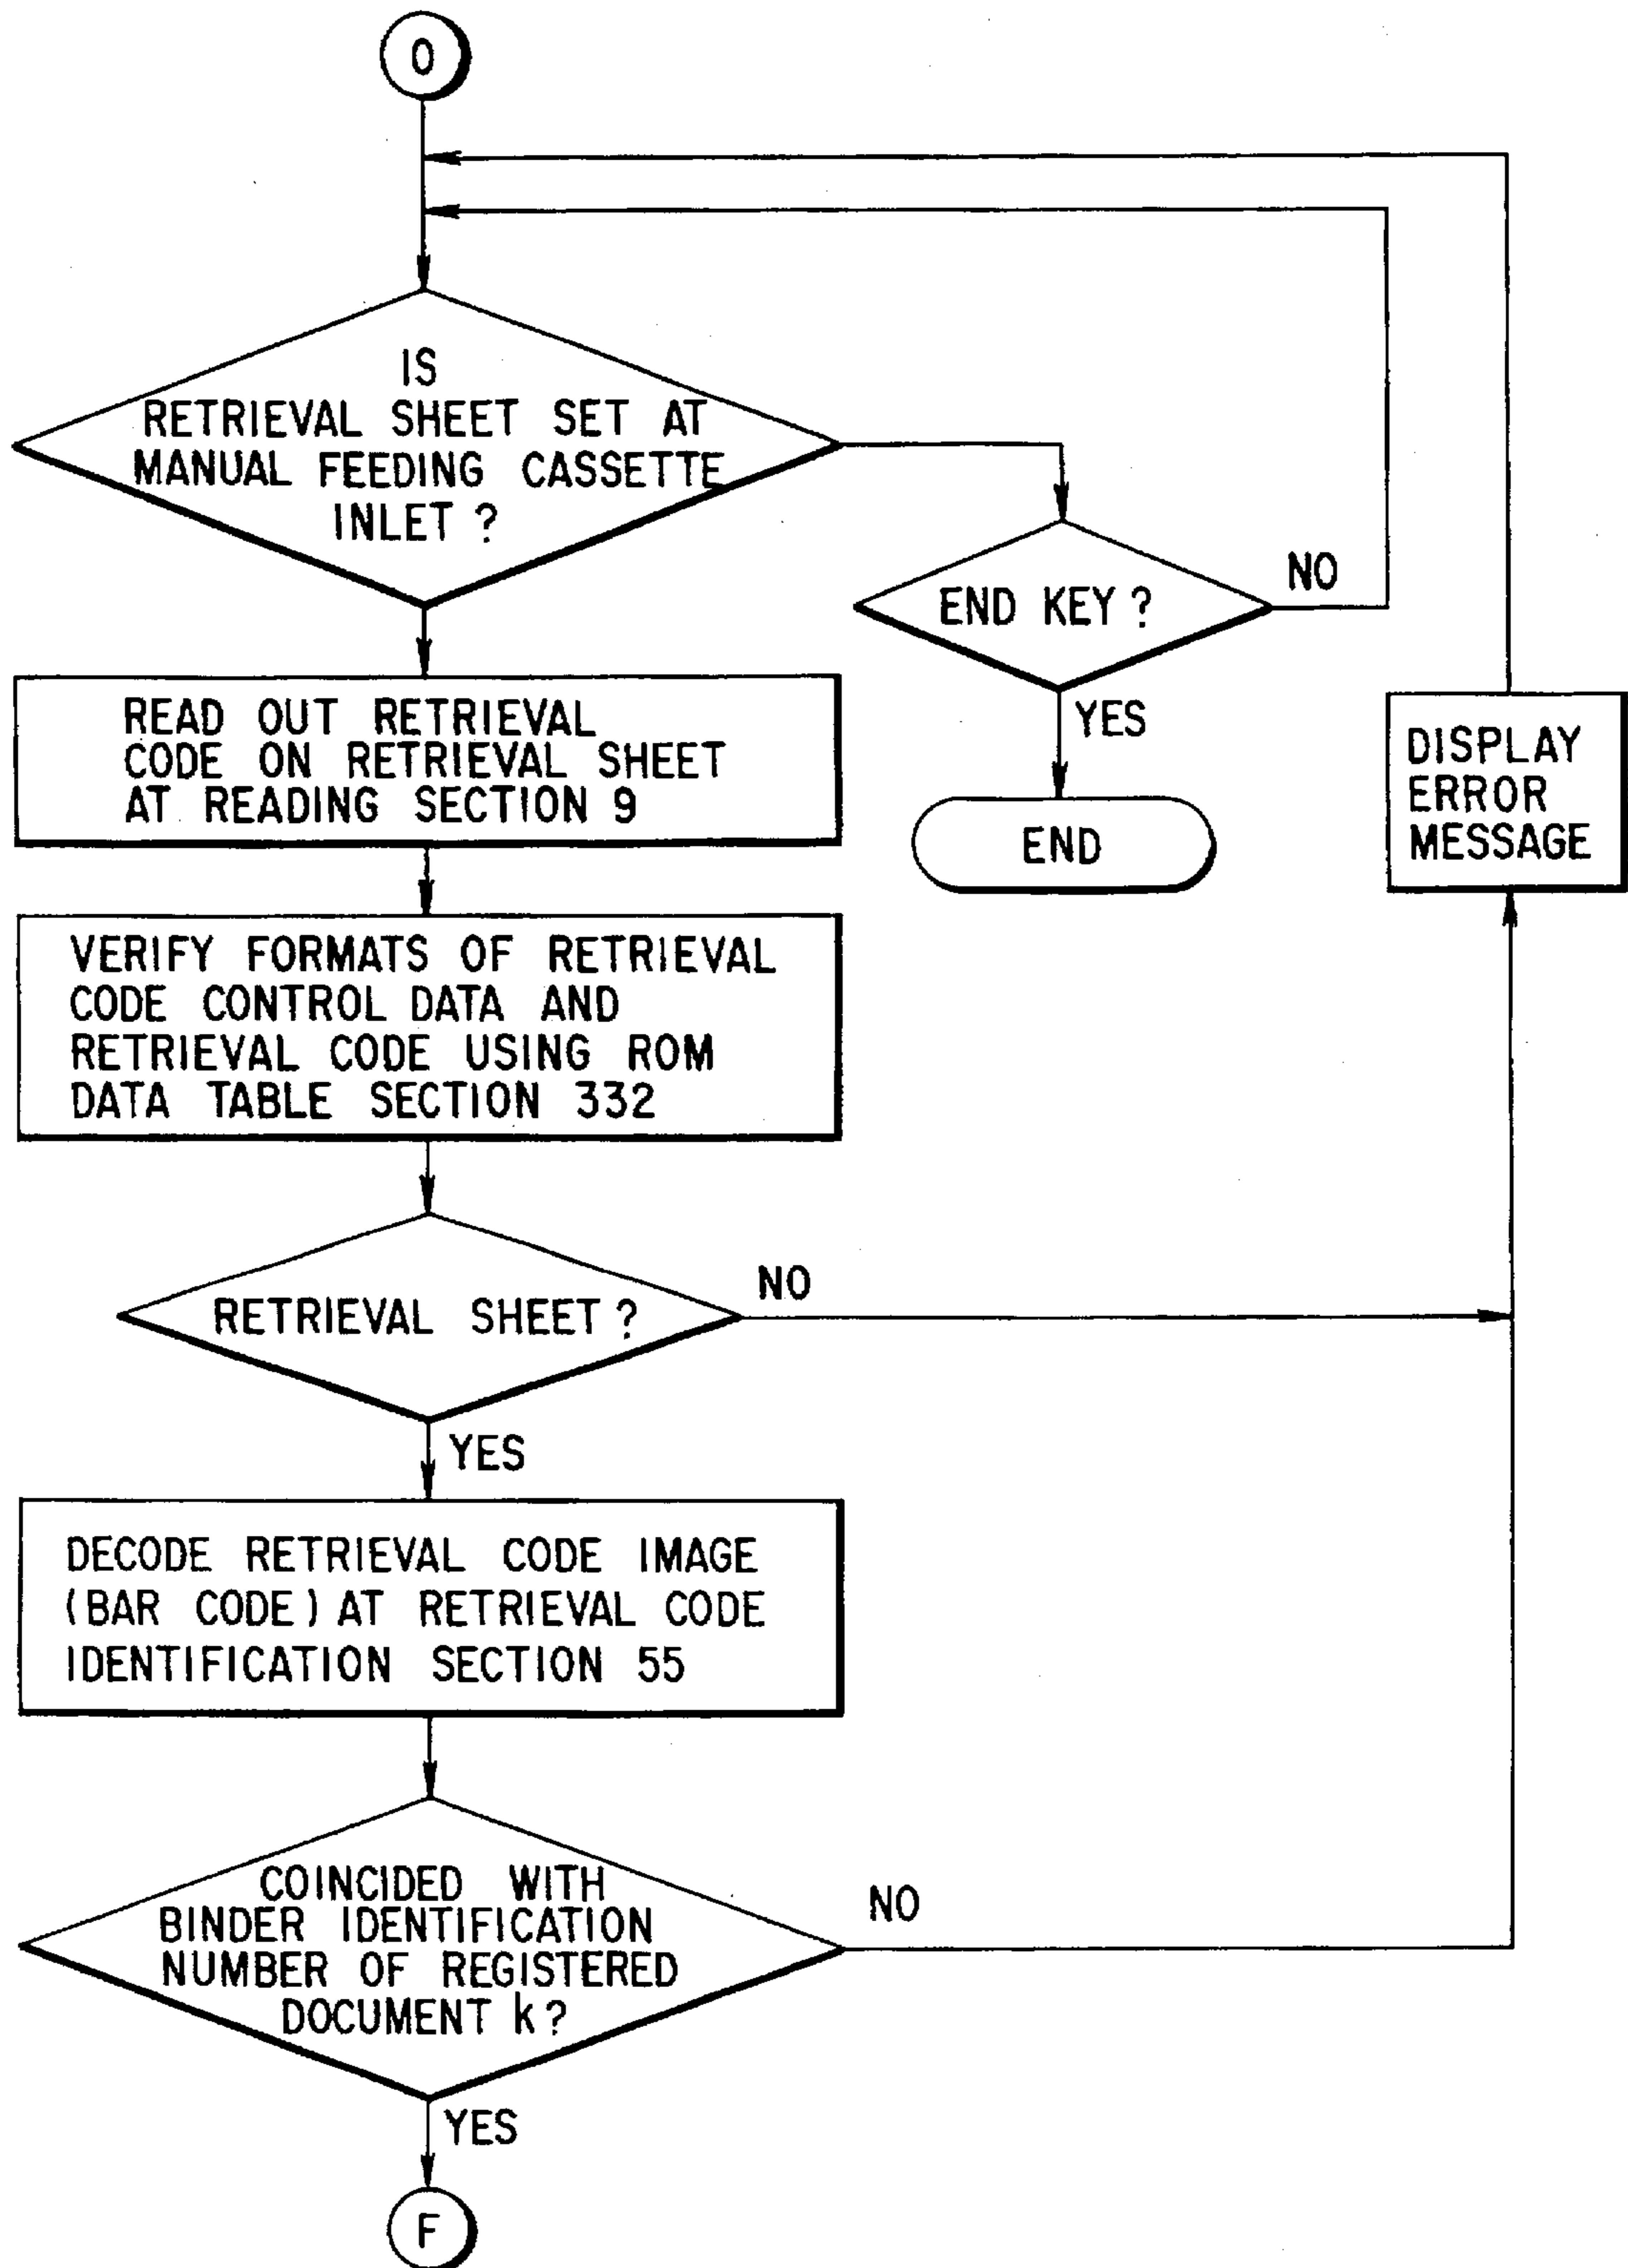 O
IS
RETRIEVAL SHEET SET AT
MANUAL FEEDING CASSETTE
INLET ?
END KEY ?
NO
YES
END
READ OUT RETRIEVAL
CODE ON RETRIEVAL SHEET
AT READING SECTION 9
DISPLAY
ERROR
MESSAGE
VERIFY FORMATS OF RETRIEVAL
CODE CONTROL DATA AND
RETRIEVAL CODE USING ROM
DATA TABLE SECTION 332
RETRIEVAL SHEET ?
NO
YES
DECODE RETRIEVAL CODE IMAGE
(BAR CODE) AT RETRIEVAL CODE
IDENTIFICATION SECTION 55
COINCIDED WITH
BINDER IDENTIFICATION
NUMBER OF REGISTERED
DOCUMENT k ?
NO
YES
F